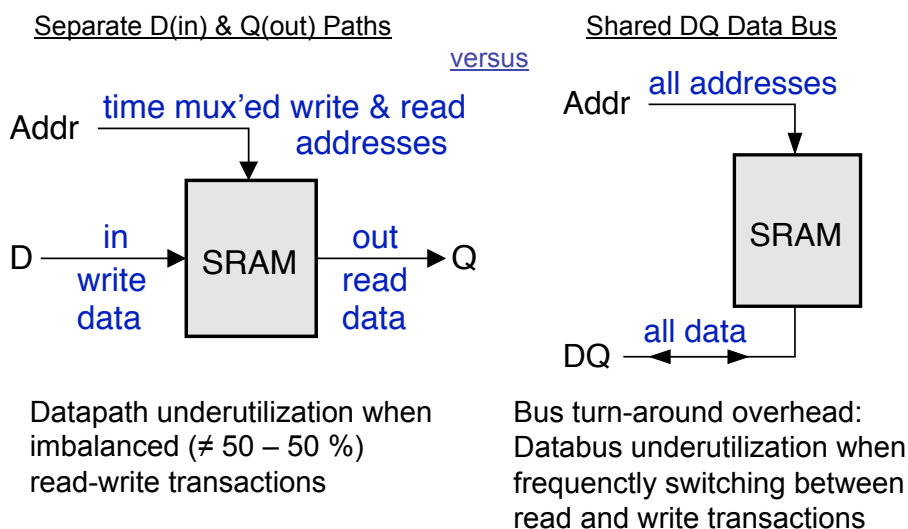 Separate D(in) & Q(out) Paths
versus
Shared DQ Data Bus
Addr
time mux'ed write & read
addresses
D
in
write
data
SRAM
out
read
data
Q
Datapath underutilization when
imbalanced (≠ 50 – 50 %)
read-write transactions
Addr
all addresses
SRAM
DQ
all data
Bus turn-around overhead:
Databus underutilization when
frequenctly switching between
read and write transactions